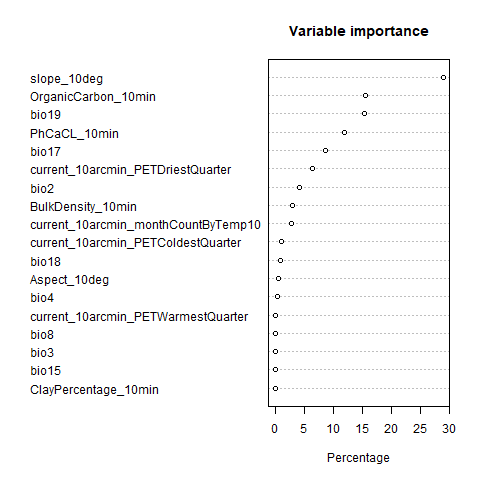 Variable importance
slope_10deg
OrganicCarbon_10min
bio19
PhCaCL_10min
bio17
current_10arcmin_PETDriestQuarter
bio2
BulkDensity_10min
current_10arcmin_monthCountByTemp10
current_10arcmin_PETColdestQuarter
bio18
Aspect_10deg
bio4
current_10arcmin_PETWarmestQuarter
bio8
bio3
bio15
ClayPercentage_10min
0 5 10 15 20 25 30
Percentage